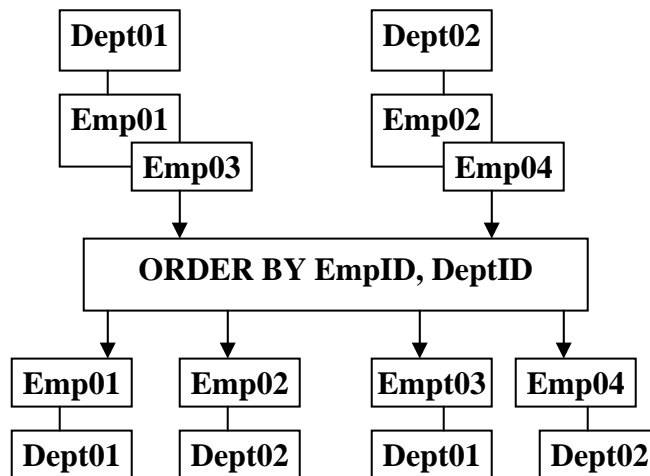 Dept01 Dept02
Emp01 Emp02
Emp03 Emp04
ORDER BY EmpID, DeptID
Emp01 Emp02 Empt03 Emp04
Dept01 Dept02 Dept01 Dept02